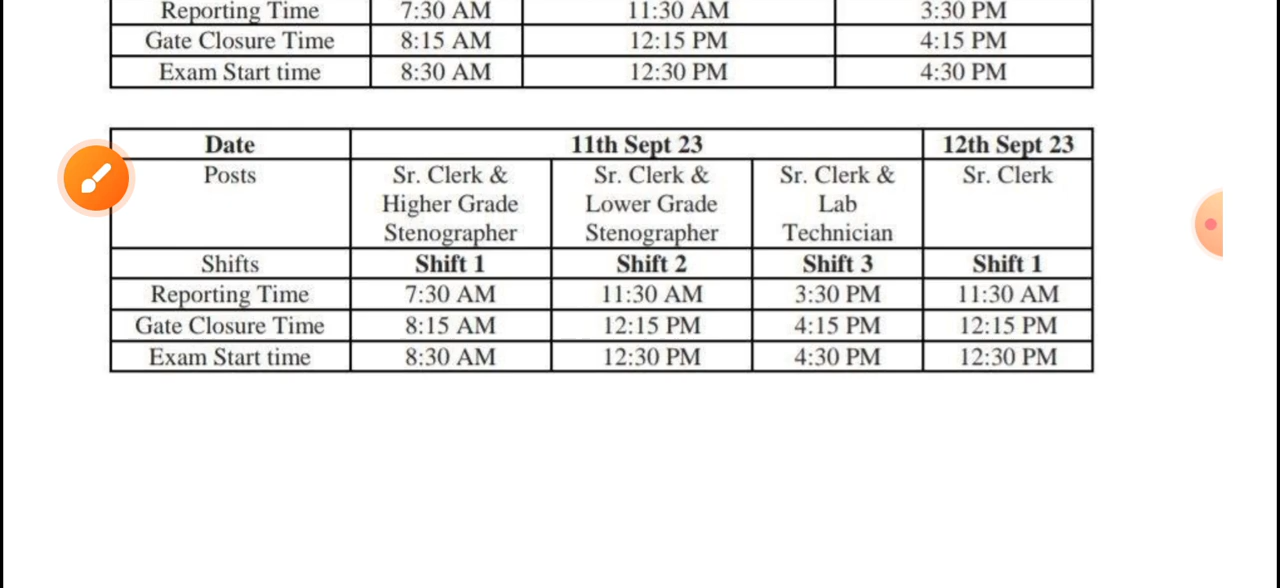 Reporting Time 7:30 AM 11:30 AM 3:30 PM
Gate Closure Time 8:15 AM 12:15 PM 4:15 PM
Exam Start time 8:30 AM 12:30 PM 4:30 PM
Date 11th Sept 23 12th Sept 23
Posts Sr. Clerk & Sr. Clerk & Sr. Clerk & Sr. Clerk
Higher Grade Lower Grade Lab
Stenographer Stenographer Technician
Shifts Shift 1 Shift 2 Shift 3 Shift 1
Reporting Time 7:30 AM 11:30 AM 3:30 PM 11:30 AM
Gate Closure Time 8:15 AM 12:15 PM 4:15 PM 12:15 PM
Exam Start time 8:30 AM 12:30 PM 4:30 PM 12:30 PM